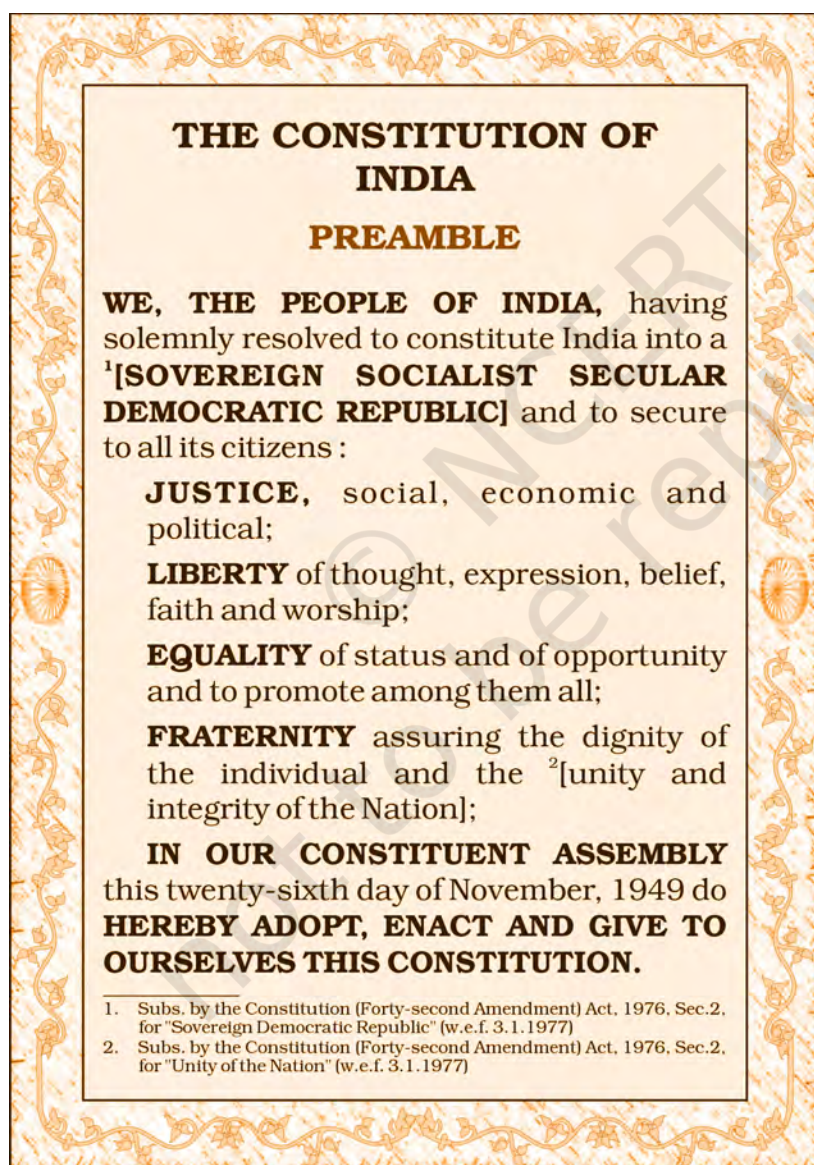 THE CONSTITUTION OF
INDIA
PREAMBLE
WE, THE PEOPLE OF INDIA, having
solemnly resolved to constitute India into a
¹[SOVEREIGN SOCIALIST SECULAR
DEMOCRATIC REPUBLIC] and to secure
to all its citizens :
JUSTICE, social, economic and
political;
LIBERTY of thought, expression, belief,
faith and worship;
EQUALITY of status and of opportunity
and to promote among them all;
FRATERNITY assuring the dignity of
the individual and the ²[unity and
integrity of the Nation];
IN OUR CONSTITUENT ASSEMBLY
this twenty-sixth day of November, 1949 do
HEREBY ADOPT, ENACT AND GIVE TO
OURSELVES THIS CONSTITUTION.
1. Subs. by the Constitution (Forty-second Amendment) Act, 1976, Sec.2,
for "Sovereign Democratic Republic" (w.e.f. 3.1.1977)
2. Subs. by the Constitution (Forty-second Amendment) Act, 1976, Sec.2,
for "Unity of the Nation" (w.e.f. 3.1.1977)
© NCERT
not to be